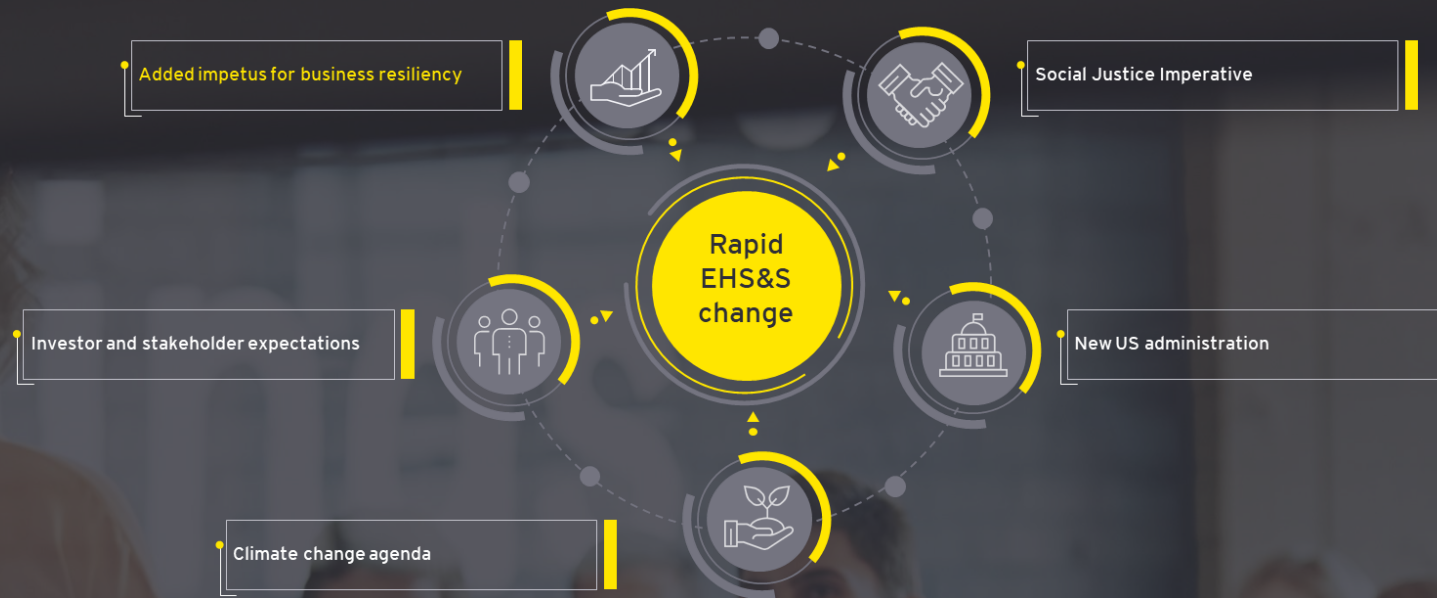 Added impetus for business resiliency
Social Justice Imperative
Rapid
EHS&S
change
Investor and stakeholder expectations
New US administration
Climate change agenda